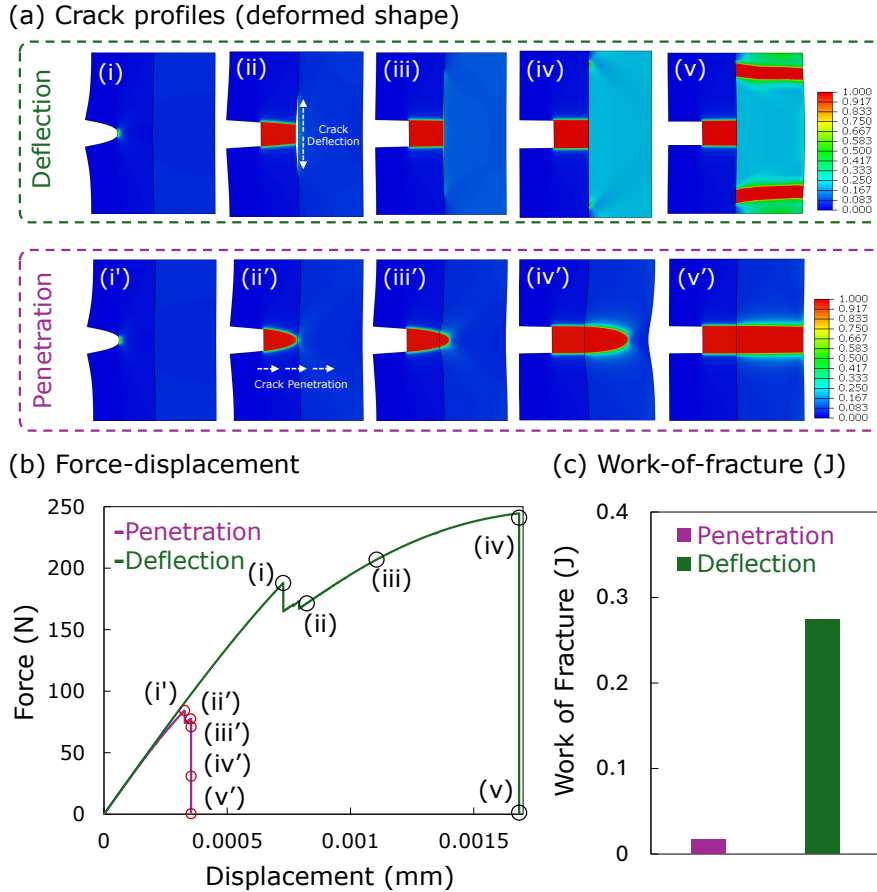 (a) Crack profiles (deformed shape)
Deflection
(i)
(ii)
(iii)
(iv)
(v)
Crack
Deflection
1.000
0.917
0.833
0.750
0.667
0.583
0.500
0.417
0.333
0.250
0.167
0.083
0.000
Penetration
(i')
(ii′)
(iii′)
(iv′)
(v′)
Crack Penetration
1.000
0.917
0.833
0.750
0.667
0.583
0.500
0.417
0.333
0.250
0.167
0.083
0.000
(b) Force-displacement
Force (N)
250
200
150
100
50
0
Penetration
Deflection
(i)
(ii)
(iii)
(iv)
(v)
(i')
(ii′)
(iii′)
(iv′)
(v′)
0 0.0005 0.001 0.0015
Displacement (mm)
(c) Work-of-fracture (J)
Work of Fracture (J)
0.4
0.3
0.2
0.1
0
Penetration
Deflection